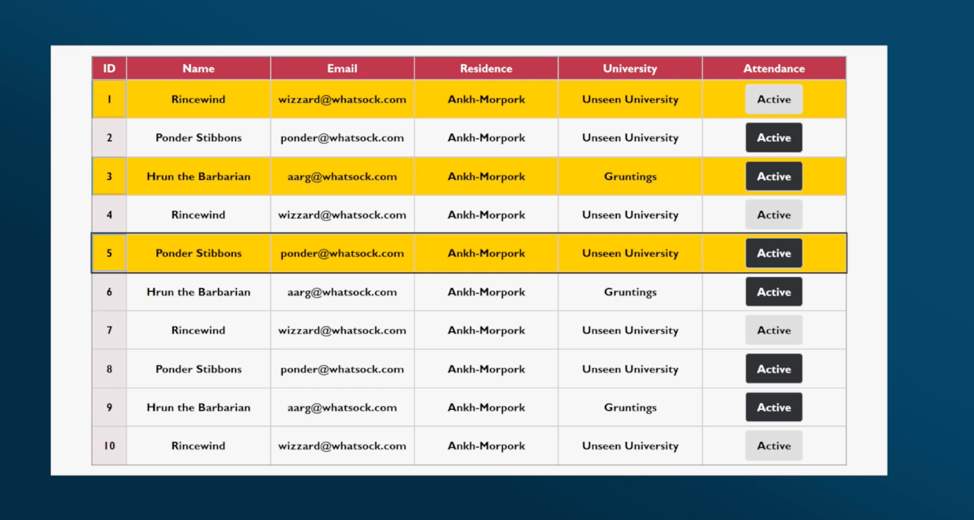 ID Name Email Residence University Attendance
1 Rincewind wizzard@whatsock.com Ankh-Morpork Unseen University Active
2 Ponder Stibbons ponder@whatsock.com Ankh-Morpork Unseen University Active
3 Hrun the Barbarian aarg@whatsock.com Ankh-Morpork Gruntings Active
4 Rincewind wizzard@whatsock.com Ankh-Morpork Unseen University Active
5 Ponder Stibbons ponder@whatsock.com Ankh-Morpork Unseen University Active
6 Hrun the Barbarian aarg@whatsock.com Ankh-Morpork Gruntings Active
7 Rincewind wizzard@whatsock.com Ankh-Morpork Unseen University Active
8 Ponder Stibbons ponder@whatsock.com Ankh-Morpork Unseen University Active
9 Hrun the Barbarian aarg@whatsock.com Ankh-Morpork Gruntings Active
10 Rincewind wizzard@whatsock.com Ankh-Morpork Unseen University Active